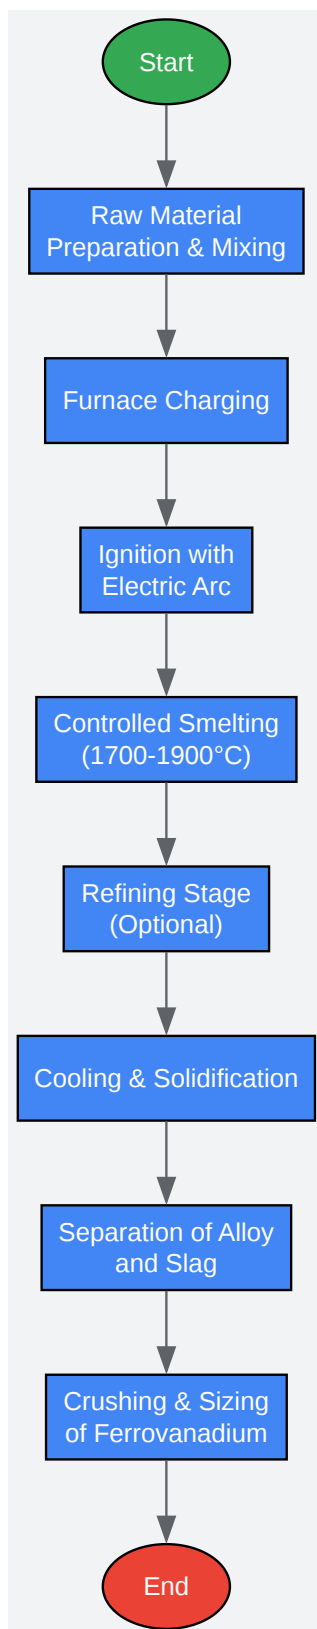 Start
Raw Material
Preparation & Mixing
Furnace Charging
Ignition with
Electric Arc
Controlled Smelting
(1700-1900°C)
Refining Stage
(Optional)
Cooling & Solidification
Separation of Alloy
and Slag
Crushing & Sizing
of Ferrovanadium
End